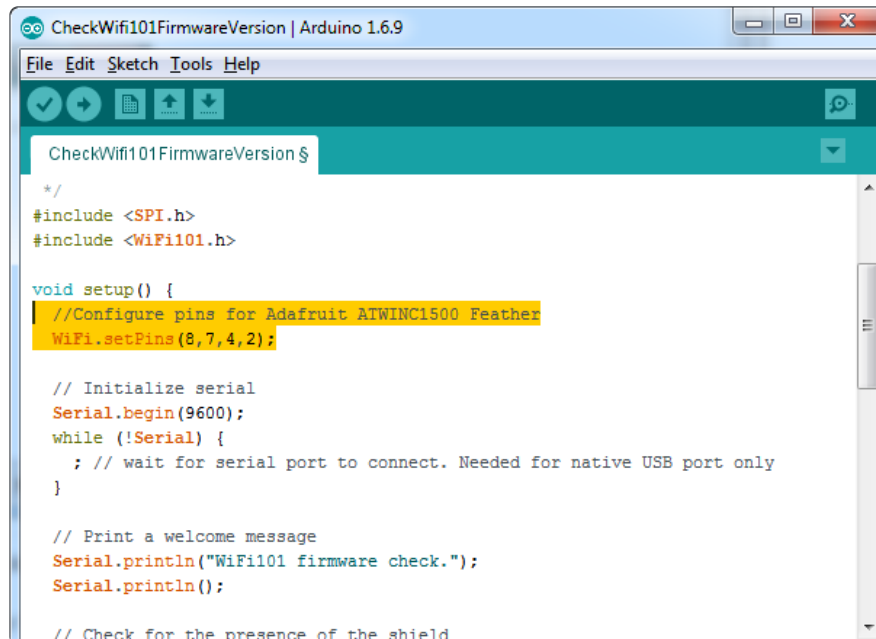 CheckWifi101FirmwareVersion | Arduino 1.6.9
File Edit Sketch Tools Help
CheckWifi101FirmwareVersion §
*/
#include <SPI.h>
#include <WiFi101.h>
void setup() {
//Configure pins for Adafruit ATWINC1500 Feather
WiFi.setPins(8,7,4,2);
// Initialize serial
Serial.begin(9600);
while (!Serial) {
; // wait for serial port to connect. Needed for native USB port only
}
// Print a welcome message
Serial.println("WiFi101 firmware check.");
Serial.println();
// Check for the presence of the shield